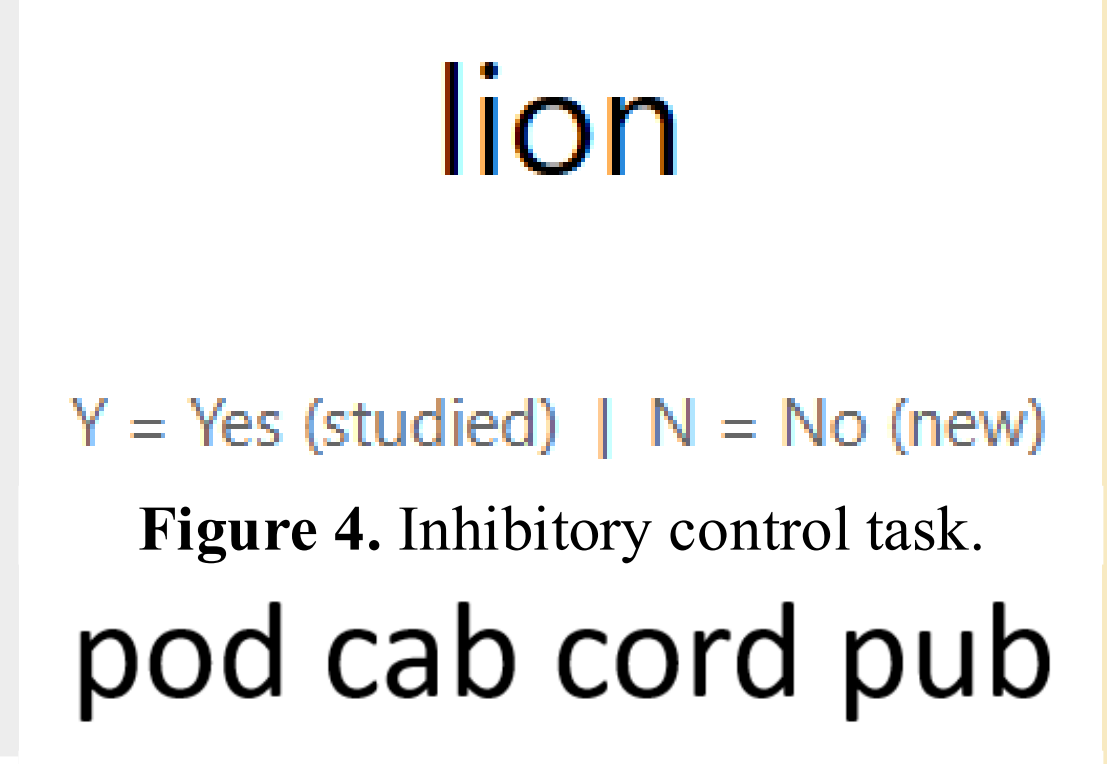 lion
Y = Yes (studied) | N = No (new)
Figure 4. Inhibitory control task.
pod cab cord pub